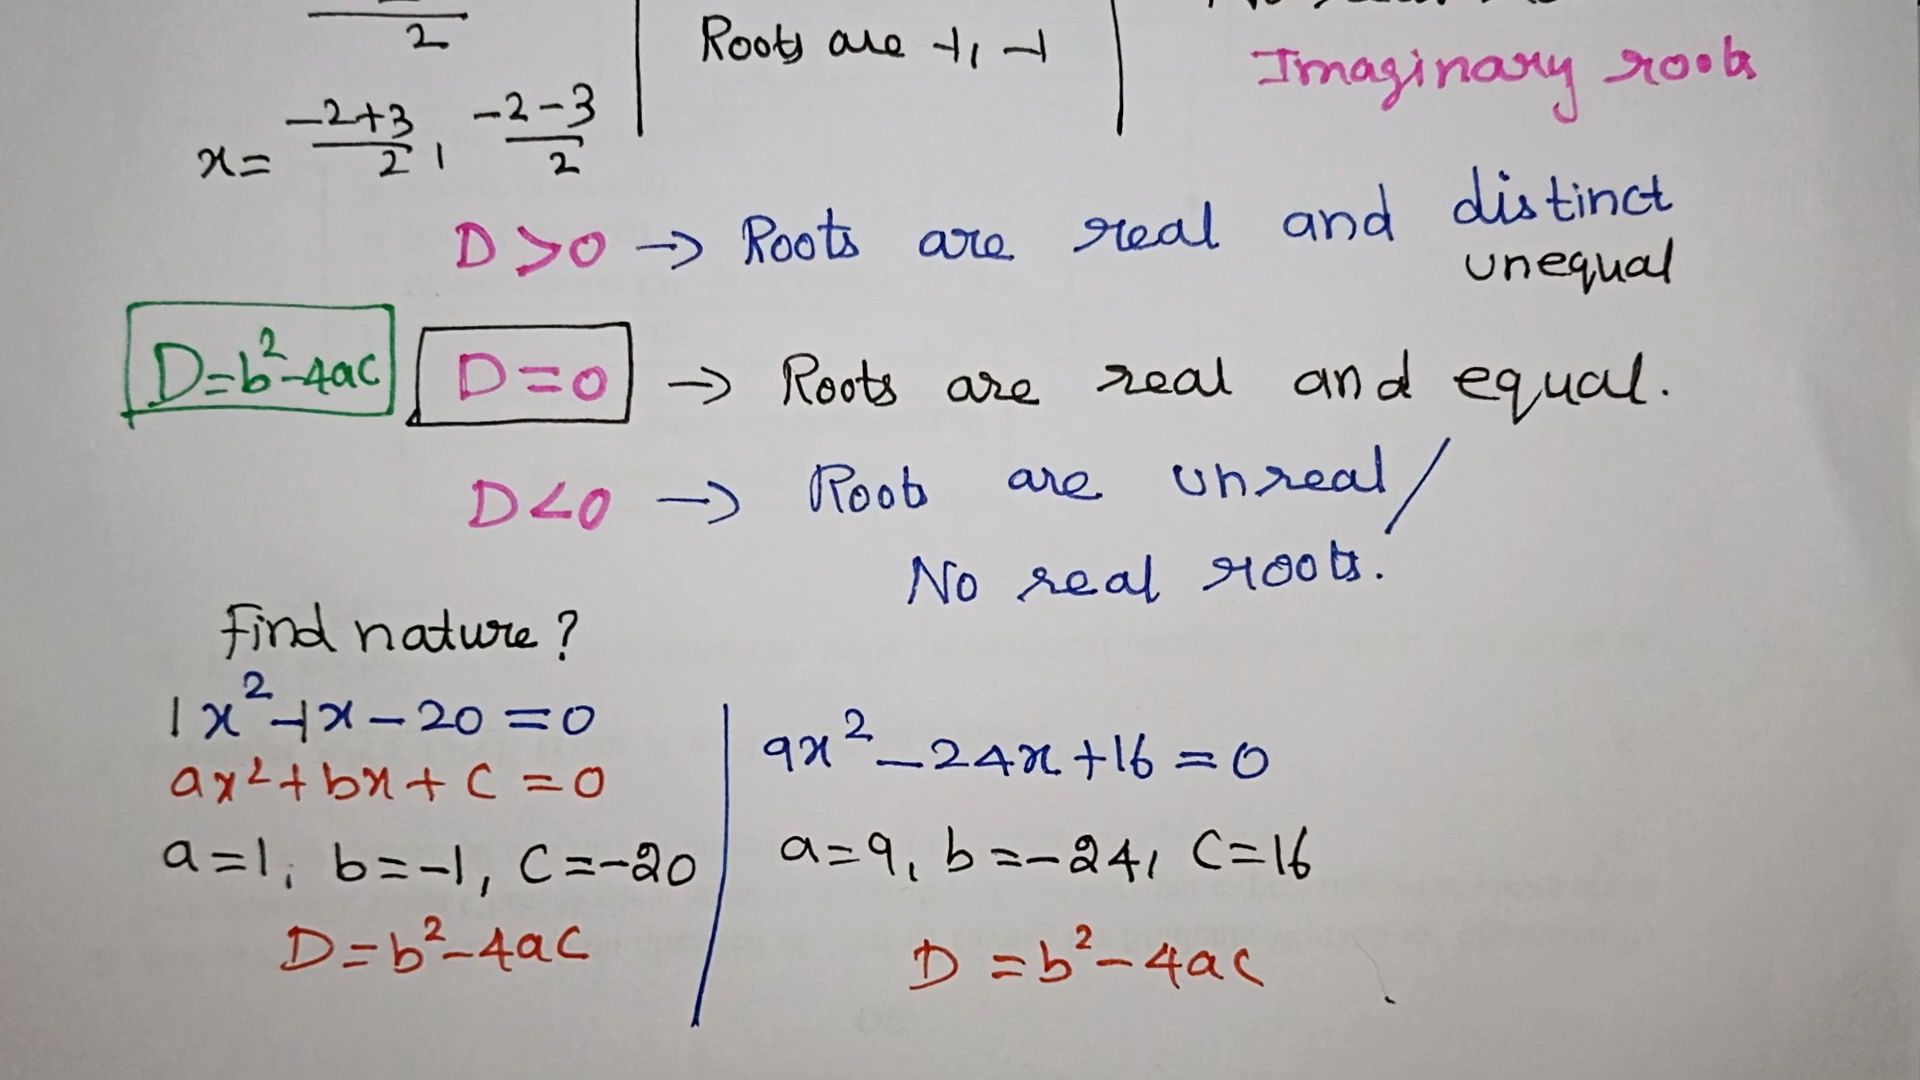 2
x = -2+3/2, -2-3/2
Roots are -1, -1
Imaginary roots
D>0 → Roots are real and distinct
unequal
D=b²-4ac
D=0 → Roots are real and equal.
D<0 → Roots are unreal/
No real roots.
Find nature?
1x²-1x-20=0
ax²+bx+c=0
a=1, b=-1, c=-20
D=b²-4ac
9x²-24x+16=0
a=9, b=-24, c=16
D=b²-4ac